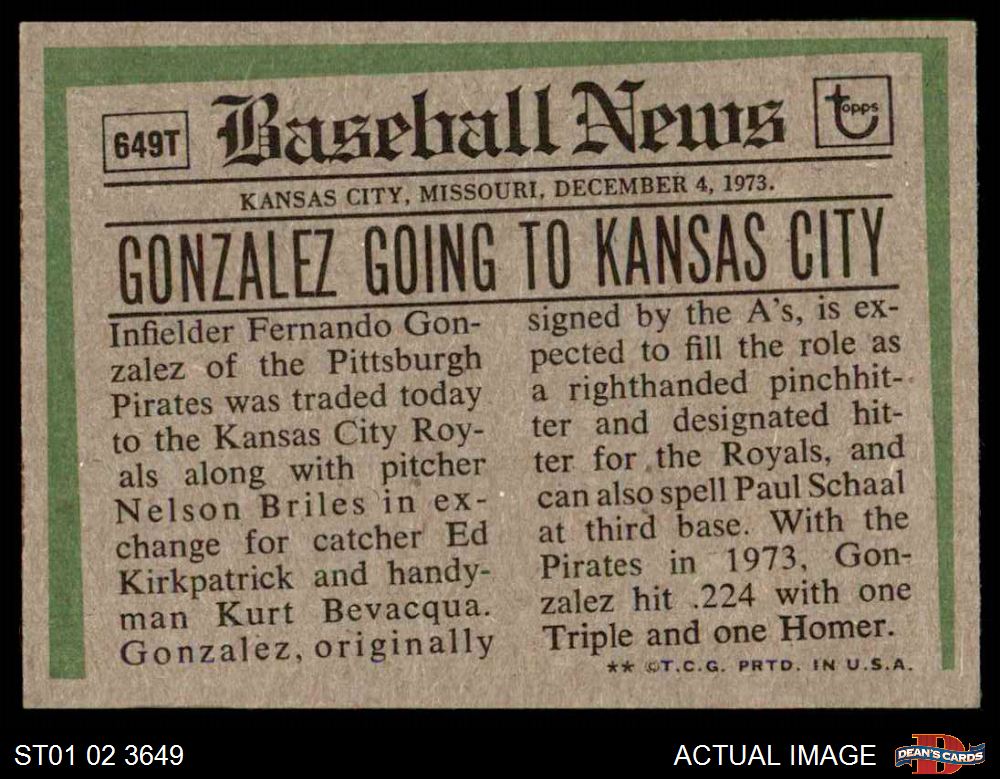 649T Baseball News topps
KANSAS CITY, MISSOURI, DECEMBER 4, 1973.
GONZALEZ GOING TO KANSAS CITY
Infielder Fernando Gon-
zalez of the Pittsburgh
Pirates was traded today
to the Kansas City Roy-
als along with pitcher
Nelson Briles in ex-
change for catcher Ed
Kirkpatrick and handy-
man Kurt Bevacqua.
Gonzalez, originally
signed by the A's, is ex-
pected to fill the role as
a righthanded pinchhit-
ter and designated hit-
ter for the Royals, and
can also spell Paul Schaal
at third base. With the
Pirates in 1973, Gon-
zalez hit .224 with one
Triple and one Homer.
** ©T.C.G. PRTD. IN U.S.A.
ST01 02 3649
ACTUAL IMAGE
D DEAN'S CARDS